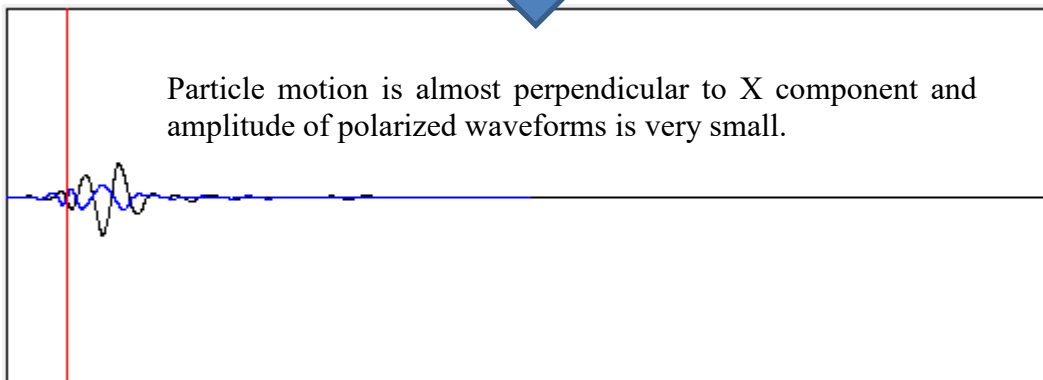 Particle motion is almost perpendicular to X component and
amplitude of polarized waveforms is very small.